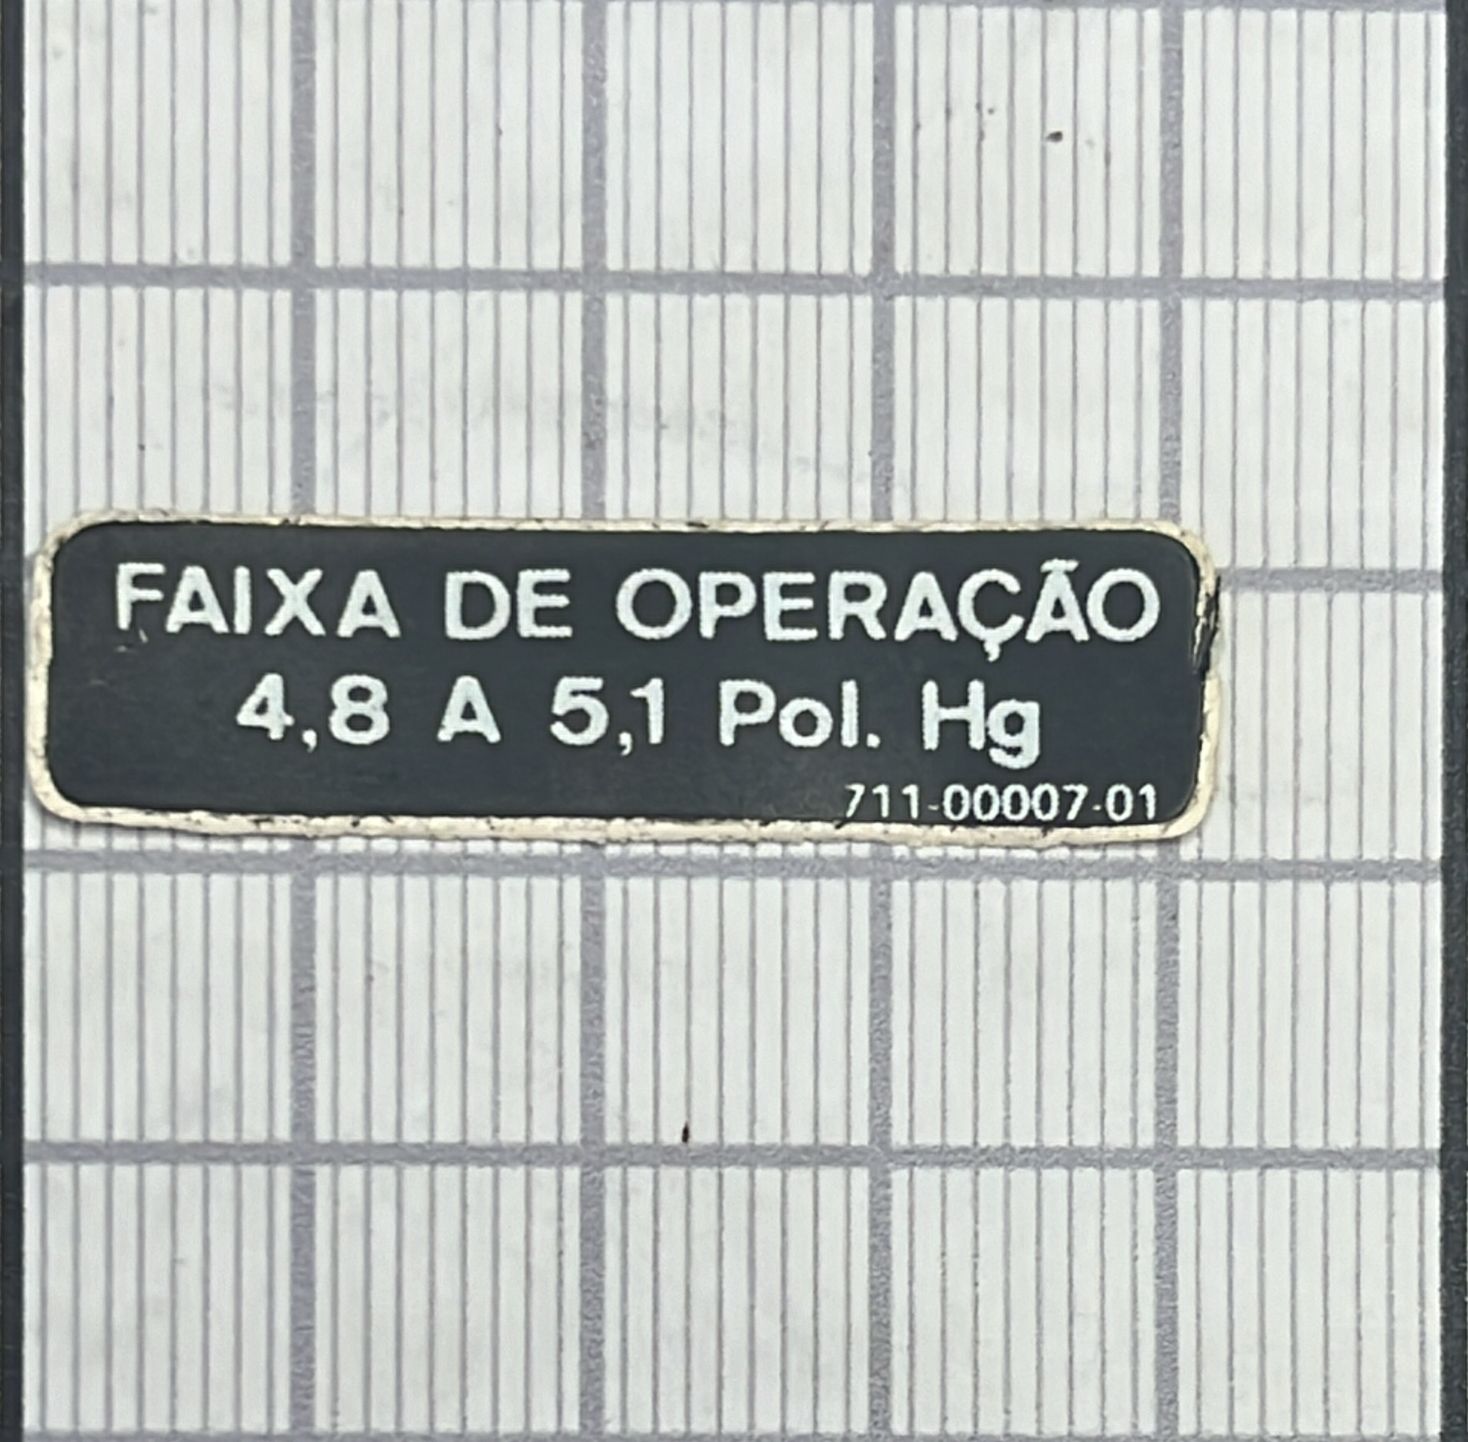 FAIXA DE OPERAÇÃO
4,8 A 5,1 Pol. Hg
711-00007-01